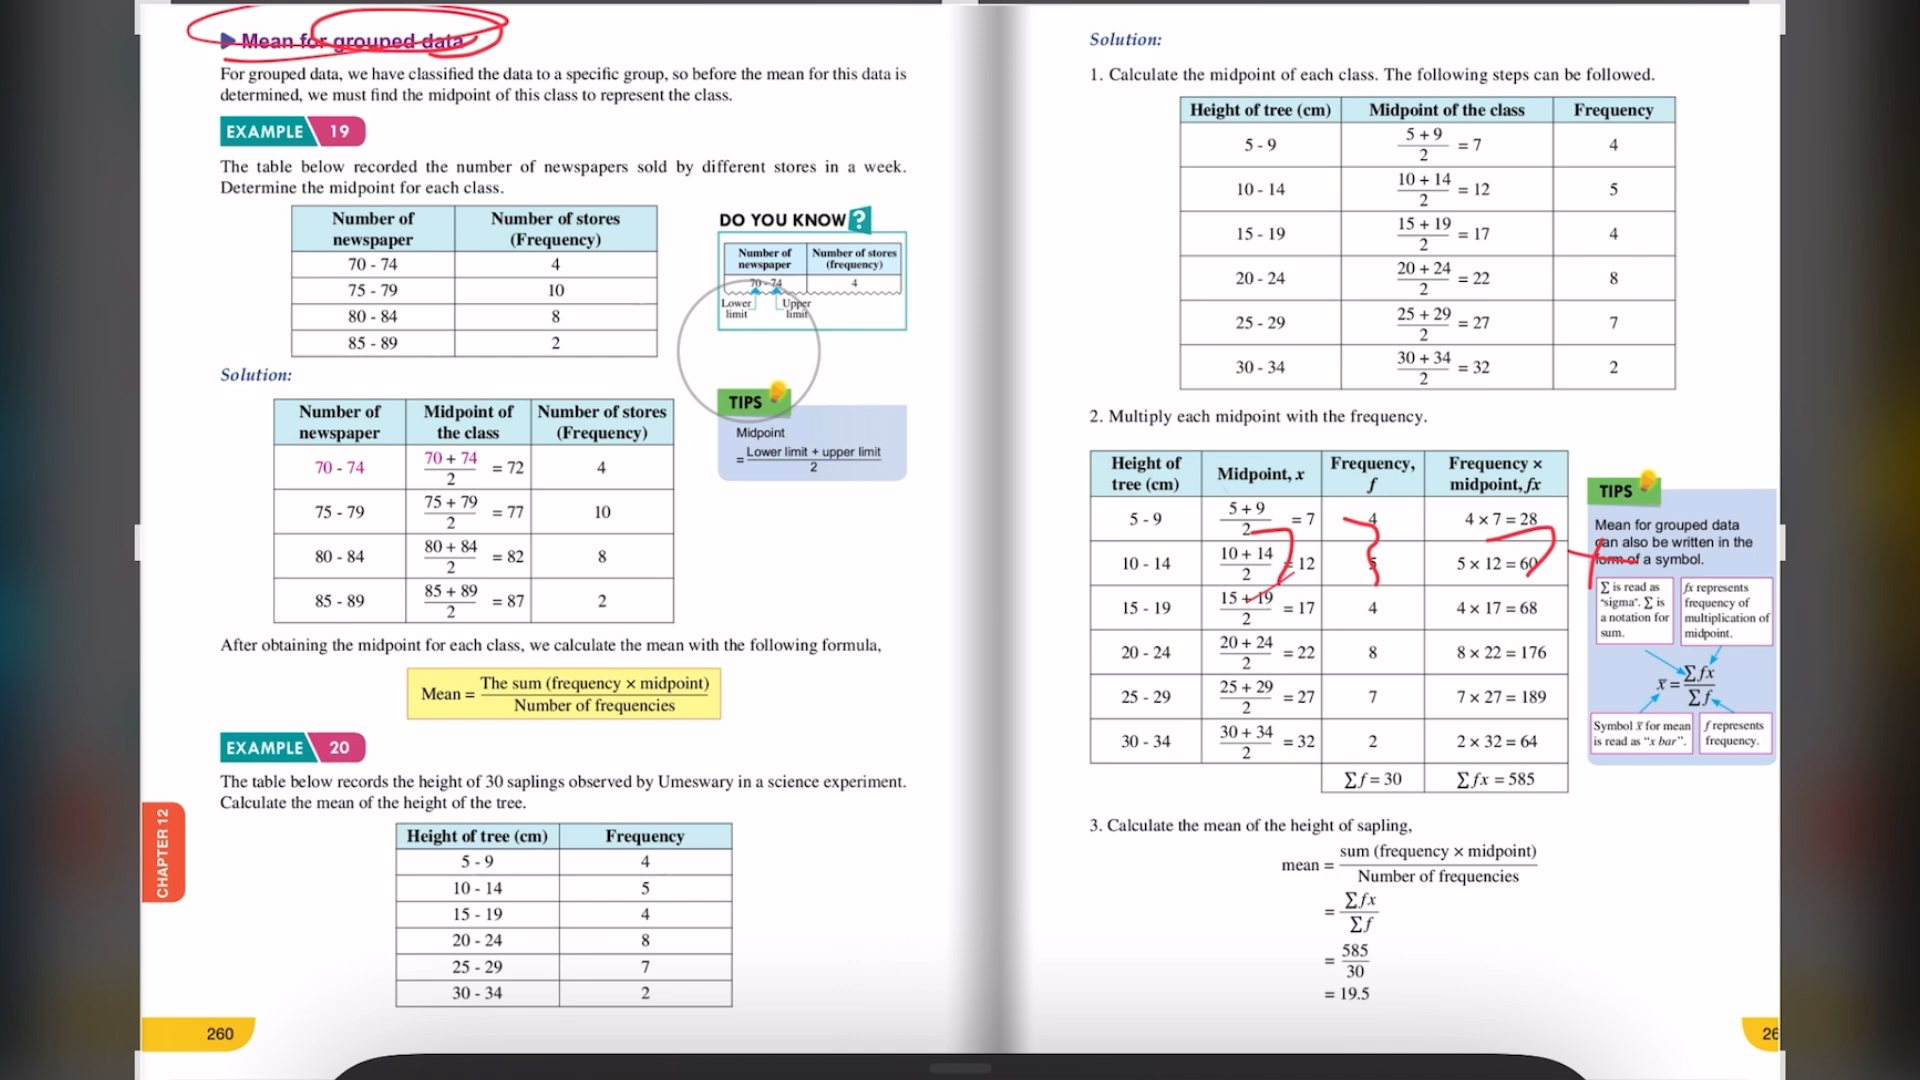 Mean for grouped data
For grouped data, we have classified the data to a specific group, so before the mean for this data is
determined, we must find the midpoint of this class to represent the class.
EXAMPLE 19
The table below recorded the number of newspapers sold by different stores in a week.
Determine the midpoint for each class.
Number of newspaper | Number of stores (Frequency)
70 - 74 | 4
75 - 79 | 10
80 - 84 | 8
85 - 89 | 2
DO YOU KNOW ?
Number of newspaper | Number of stores (frequency)
70 - 74 | 4
Lower limit
Upper limit
Solution:
Number of newspaper | Midpoint of the class | Number of stores (Frequency)
70 - 74 | (70 + 74)/2 = 72 | 4
75 - 79 | (75 + 79)/2 = 77 | 10
80 - 84 | (80 + 84)/2 = 82 | 8
85 - 89 | (85 + 89)/2 = 87 | 2
TIPS
Midpoint
= (Lower limit + upper limit)/2
After obtaining the midpoint for each class, we calculate the mean with the following formula,
Mean = The sum (frequency × midpoint)/Number of frequencies
EXAMPLE 20
The table below records the height of 30 saplings observed by Umeswary in a science experiment.
Calculate the mean of the height of the tree.
Height of tree (cm) | Frequency
5 - 9 | 4
10 - 14 | 5
15 - 19 | 4
20 - 24 | 8
25 - 29 | 7
30 - 34 | 2
CHAPTER 12
260
Solution:
1. Calculate the midpoint of each class. The following steps can be followed.
Height of tree (cm) | Midpoint of the class | Frequency
5 - 9 | (5 + 9)/2 = 7 | 4
10 - 14 | (10 + 14)/2 = 12 | 5
15 - 19 | (15 + 19)/2 = 17 | 4
20 - 24 | (20 + 24)/2 = 22 | 8
25 - 29 | (25 + 29)/2 = 27 | 7
30 - 34 | (30 + 34)/2 = 32 | 2
2. Multiply each midpoint with the frequency.
Height of tree (cm) | Midpoint, x | Frequency, f | Frequency × midpoint, fx
5 - 9 | (5 + 9)/2 = 7 | 4 | 4 × 7 = 28
10 - 14 | (10 + 14)/2 = 12 | 5 | 5 × 12 = 60
15 - 19 | (15 + 19)/2 = 17 | 4 | 4 × 17 = 68
20 - 24 | (20 + 24)/2 = 22 | 8 | 8 × 22 = 176
25 - 29 | (25 + 29)/2 = 27 | 7 | 7 × 27 = 189
30 - 34 | (30 + 34)/2 = 32 | 2 | 2 × 32 = 64
∑f = 30 | ∑fx = 585
TIPS
Mean for grouped data
can also be written in the
form of a symbol.
∑ is read as
"sigma". ∑ is
a notation for
sum.
fx represents
frequency of
multiplication of
midpoint.
x̄ = ∑fx/∑f
Symbol x̄ for mean
is read as "x bar".
f represents
frequency.
3. Calculate the mean of the height of sapling,
mean = sum (frequency × midpoint)/Number of frequencies
= ∑fx/∑f
= 585/30
= 19.5
26